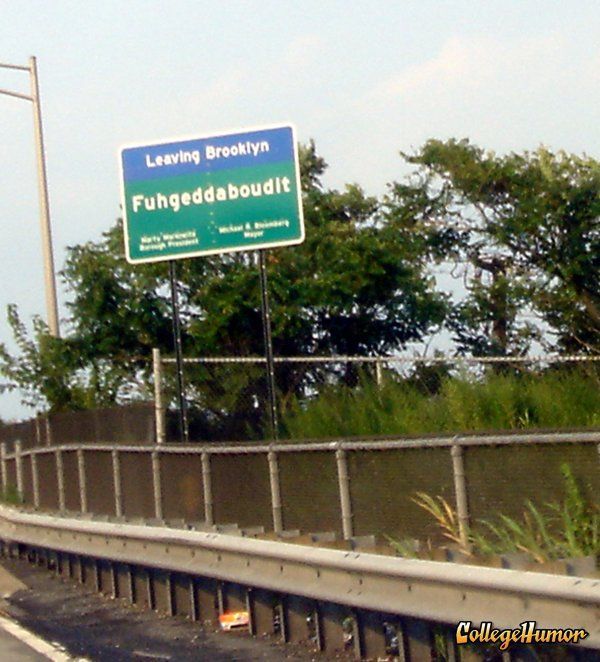 Leaving Brooklyn
Fuhgeddaboudit
Marty Markowitz
Borough President
Michael R. Bloomberg
Mayor
CollegeHumor